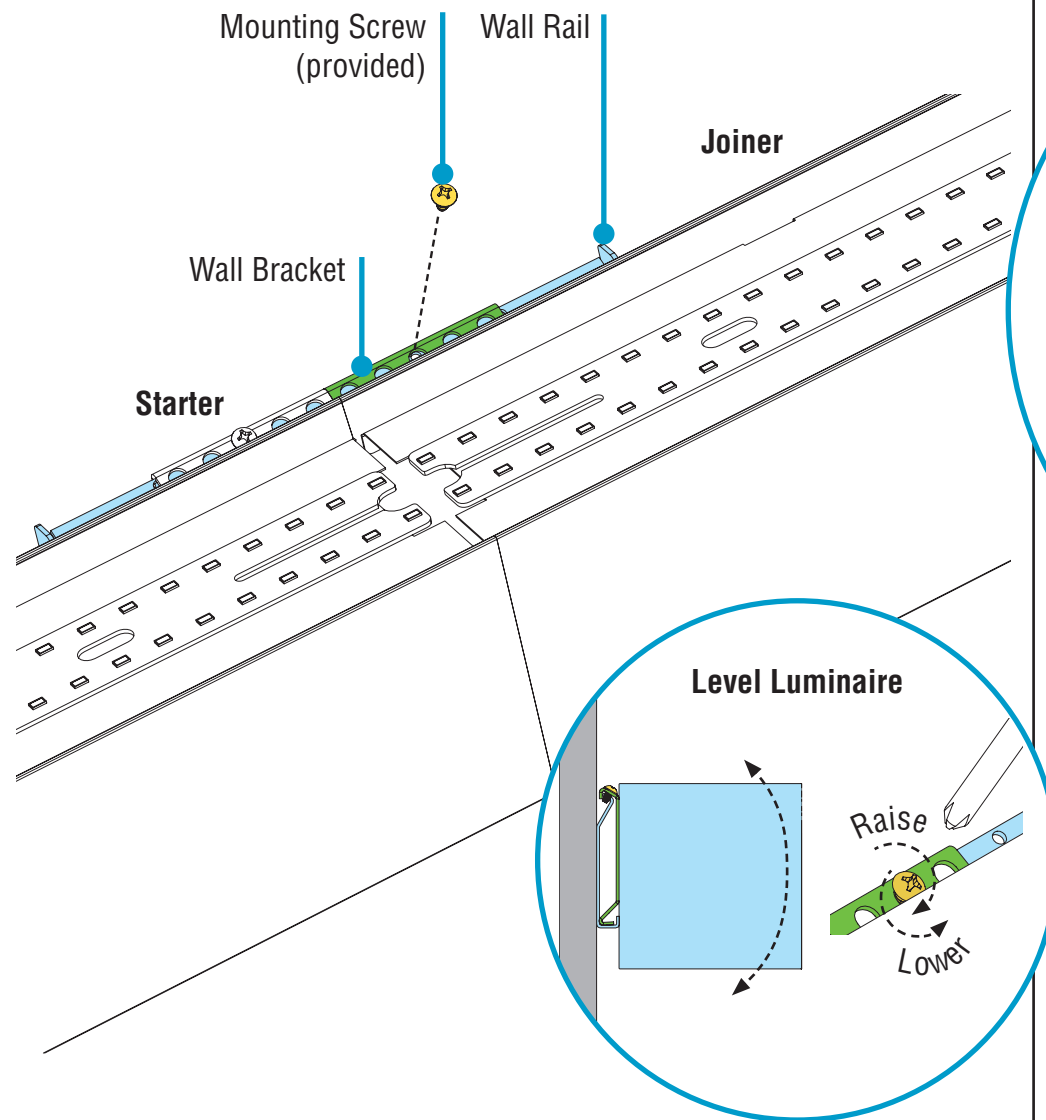 Mounting Screw
(provided)
Wall Rail
Joiner
Wall Bracket
Starter
Level Luminaire
Raise
Lower